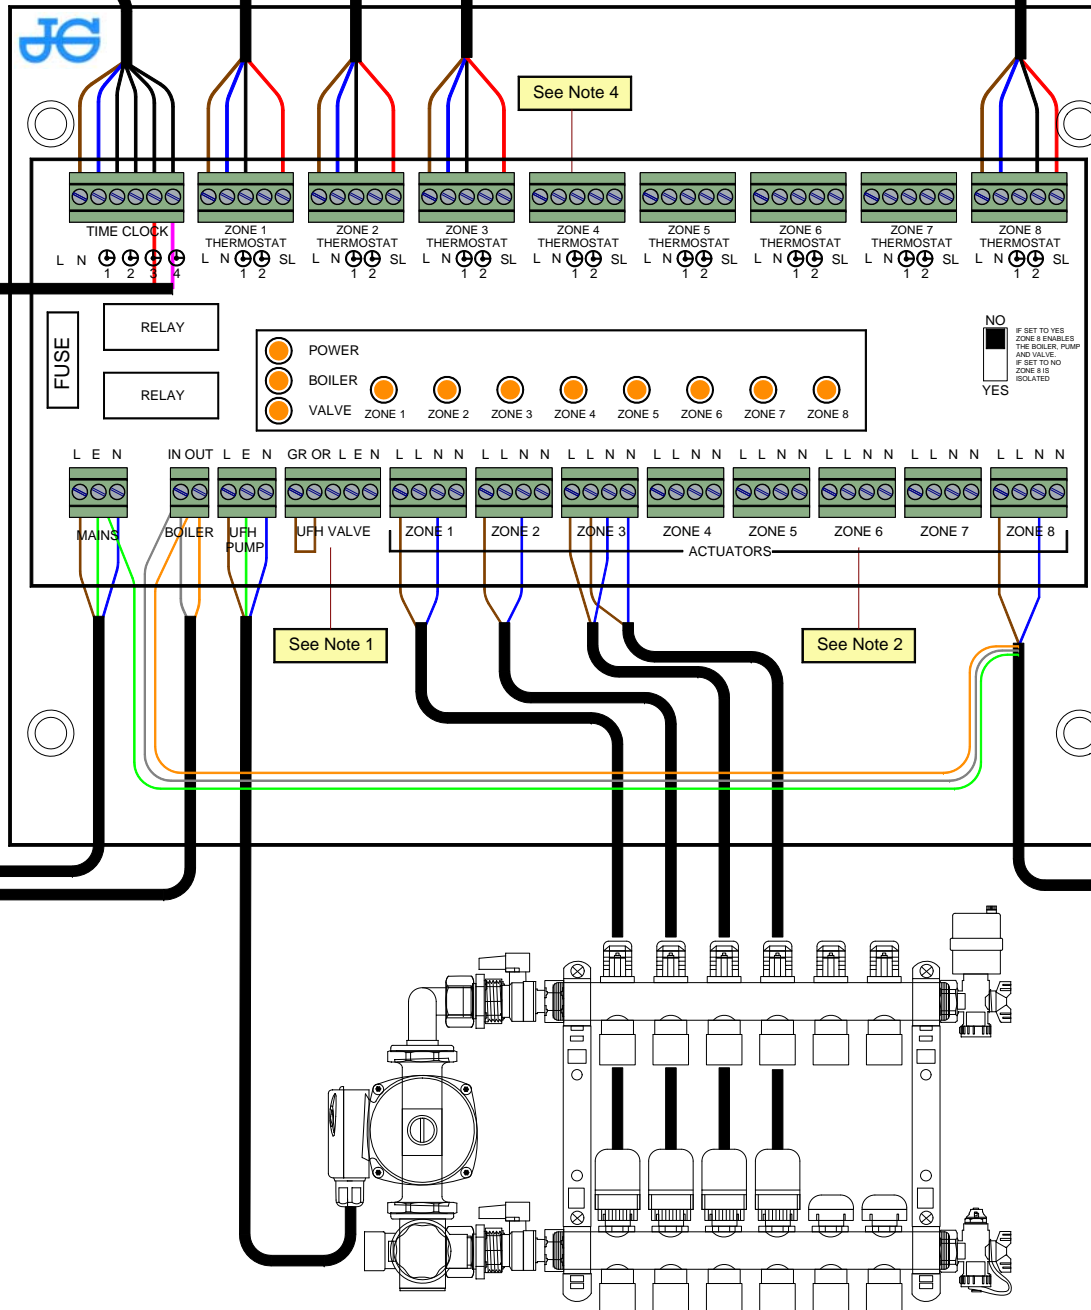 JG
See Note 4
TIME CLOCK
ZONE 1 THERMOSTAT
ZONE 2 THERMOSTAT
ZONE 3 THERMOSTAT
ZONE 4 THERMOSTAT
ZONE 5 THERMOSTAT
ZONE 6 THERMOSTAT
ZONE 7 THERMOSTAT
ZONE 8 THERMOSTAT
L N 1 2 3 4
L N 1 2 SL
L N 1 2 SL
L N 1 2 SL
L N 1 2 SL
L N 1 2 SL
L N 1 2 SL
L N 1 2 SL
L N 1 2 SL
FUSE
RELAY
RELAY
POWER
BOILER
VALVE
ZONE 1
ZONE 2
ZONE 3
ZONE 4
ZONE 5
ZONE 6
ZONE 7
ZONE 8
NO
YES
IF SET TO YES
ZONE 8 ENABLES
THE BOILER, PUMP
AND VALVE.
IF SET TO NO
ZONE 8 IS
ISOLATED
L E N
IN OUT
L E N
GR OR L E N
L L N N
L L N N
L L N N
L L N N
L L N N
L L N N
L L N N
L L N N
MAINS
BOILER
UFH
PUMP
UFH VALVE
ZONE 1
ZONE 2
ZONE 3
ZONE 4
ZONE 5
ZONE 6
ZONE 7
ZONE 8
ACTUATORS
See Note 1
See Note 2